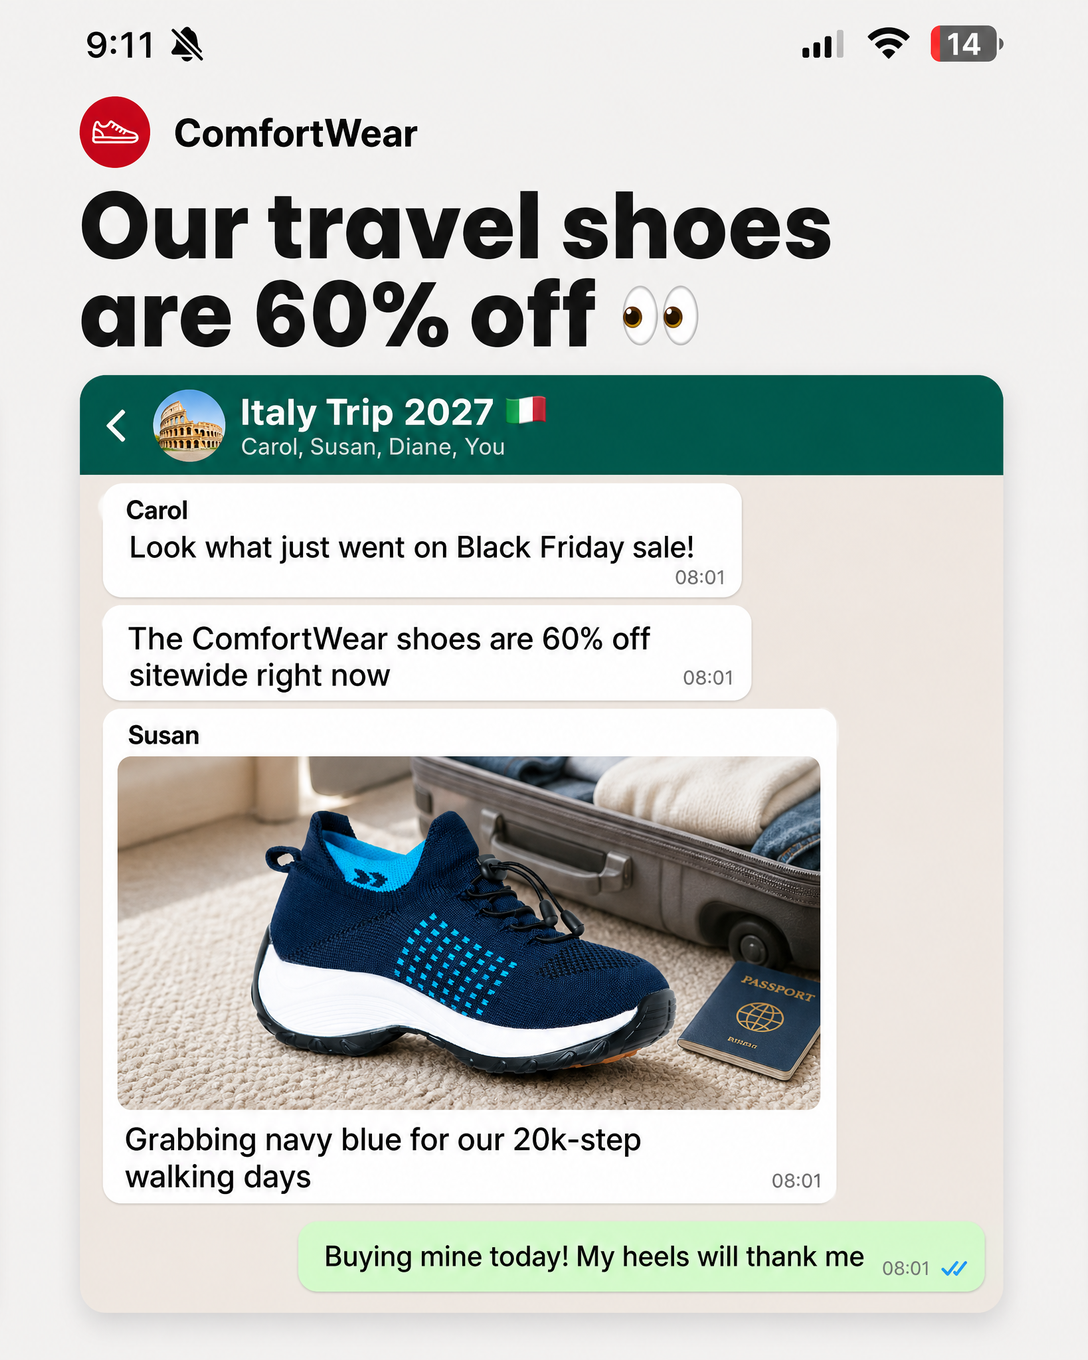 9:11
14
ComfortWear
Our travel shoes
are 60% off 👀
Italy Trip 2027 🇮🇹
Carol, Susan, Diane, You
Carol
Look what just went on Black Friday sale!
08:01
The ComfortWear shoes are 60% off
sitewide right now
08:01
Susan
PASSPORT
Grabbing navy blue for our 20k-step
walking days
08:01
Buying mine today! My heels will thank me
08:01